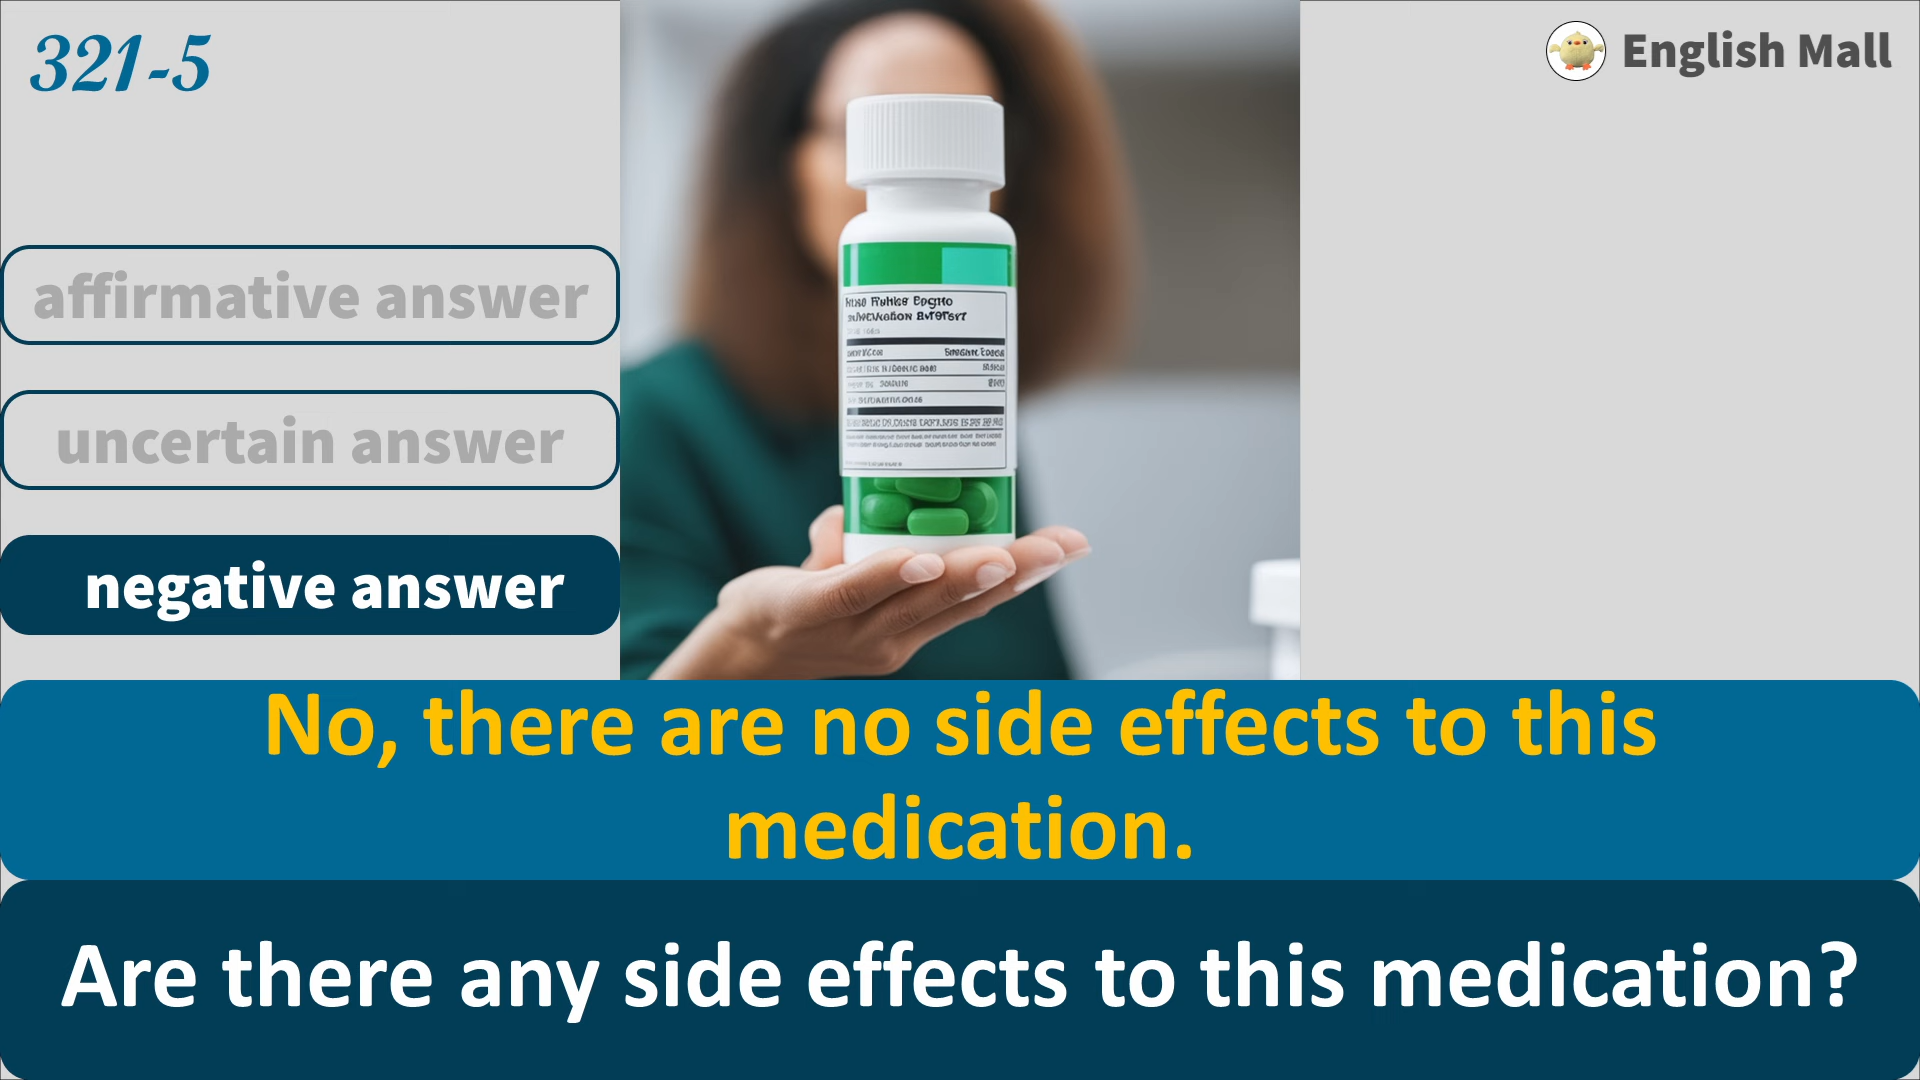 321-5
English Mall
affirmative answer
uncertain answer
negative answer
No, there are no side effects to this
medication.
Are there any side effects to this medication?